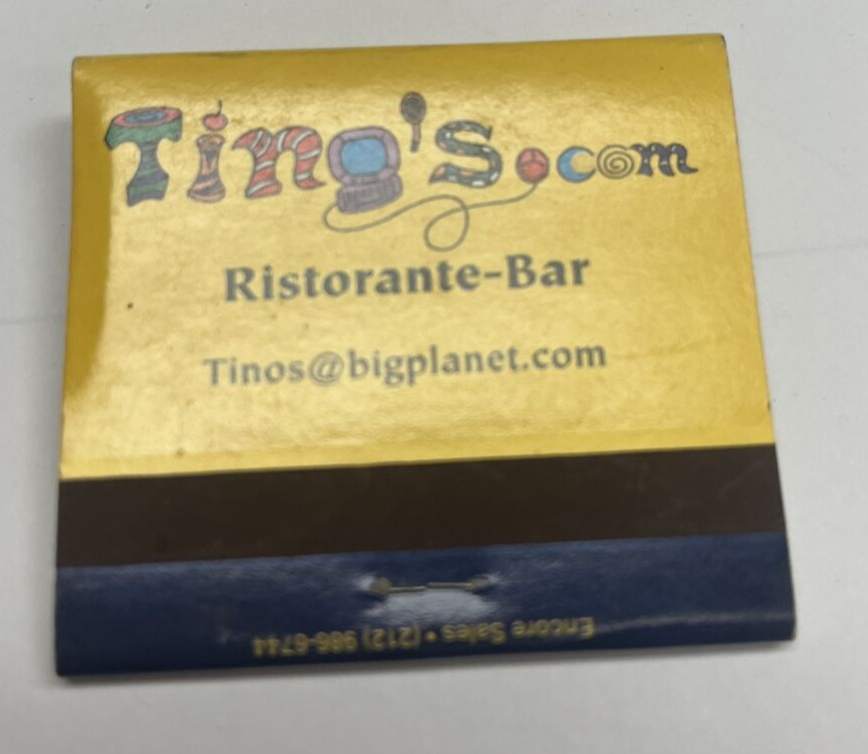 Tino's.com
Ristorante-Bar
Tinos@bigplanet.com
Encore Sales • (212) 986-6744